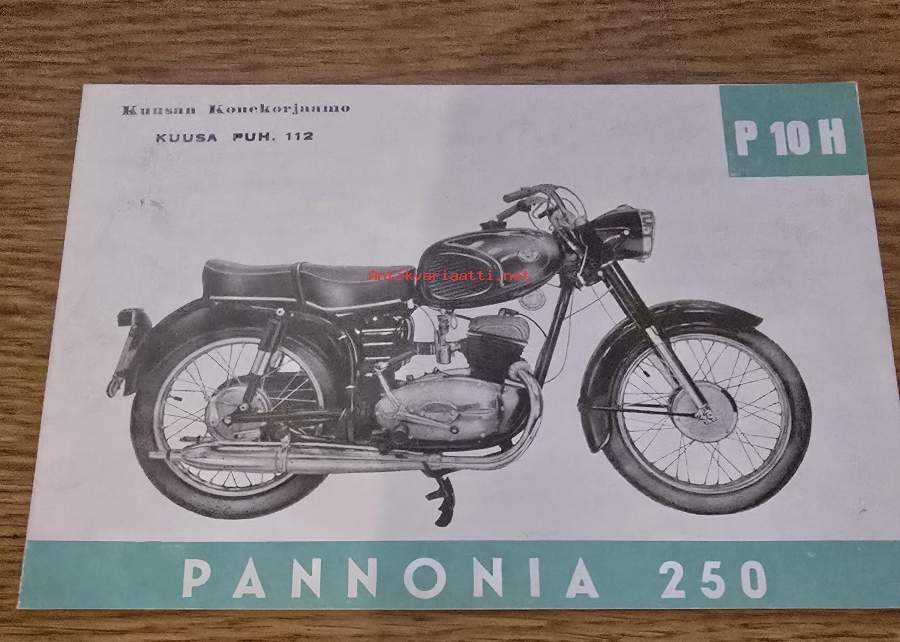 Kuusan Konekorjaamo
KUUSA PUH. 112
P 10 H
Antikvariaatti.net
PANNONIA 250